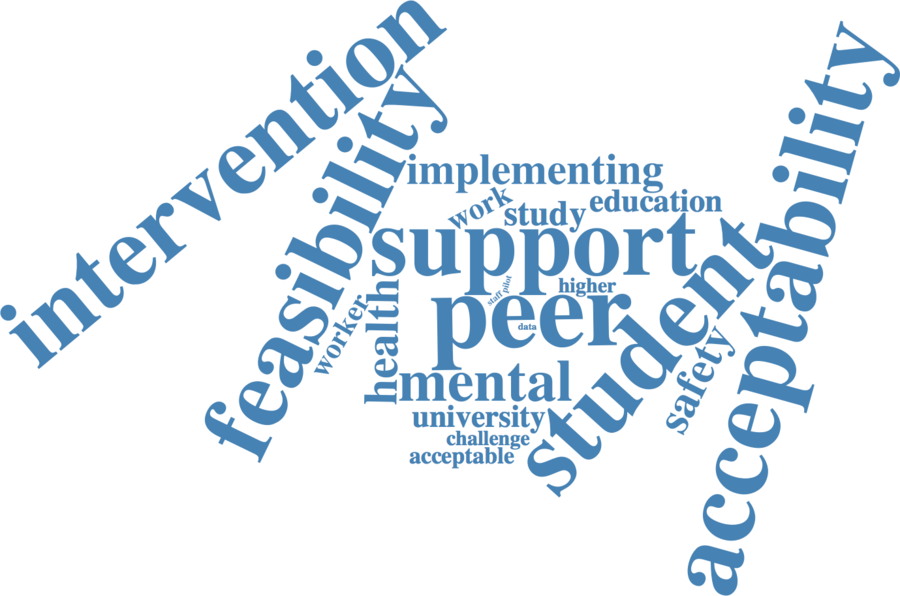 intervention
feasibility
acceptability
implementing
work
study
education
support
student
staff
pilot
higher
peer
data
worker
health
safety
mental
university
challenge
acceptable